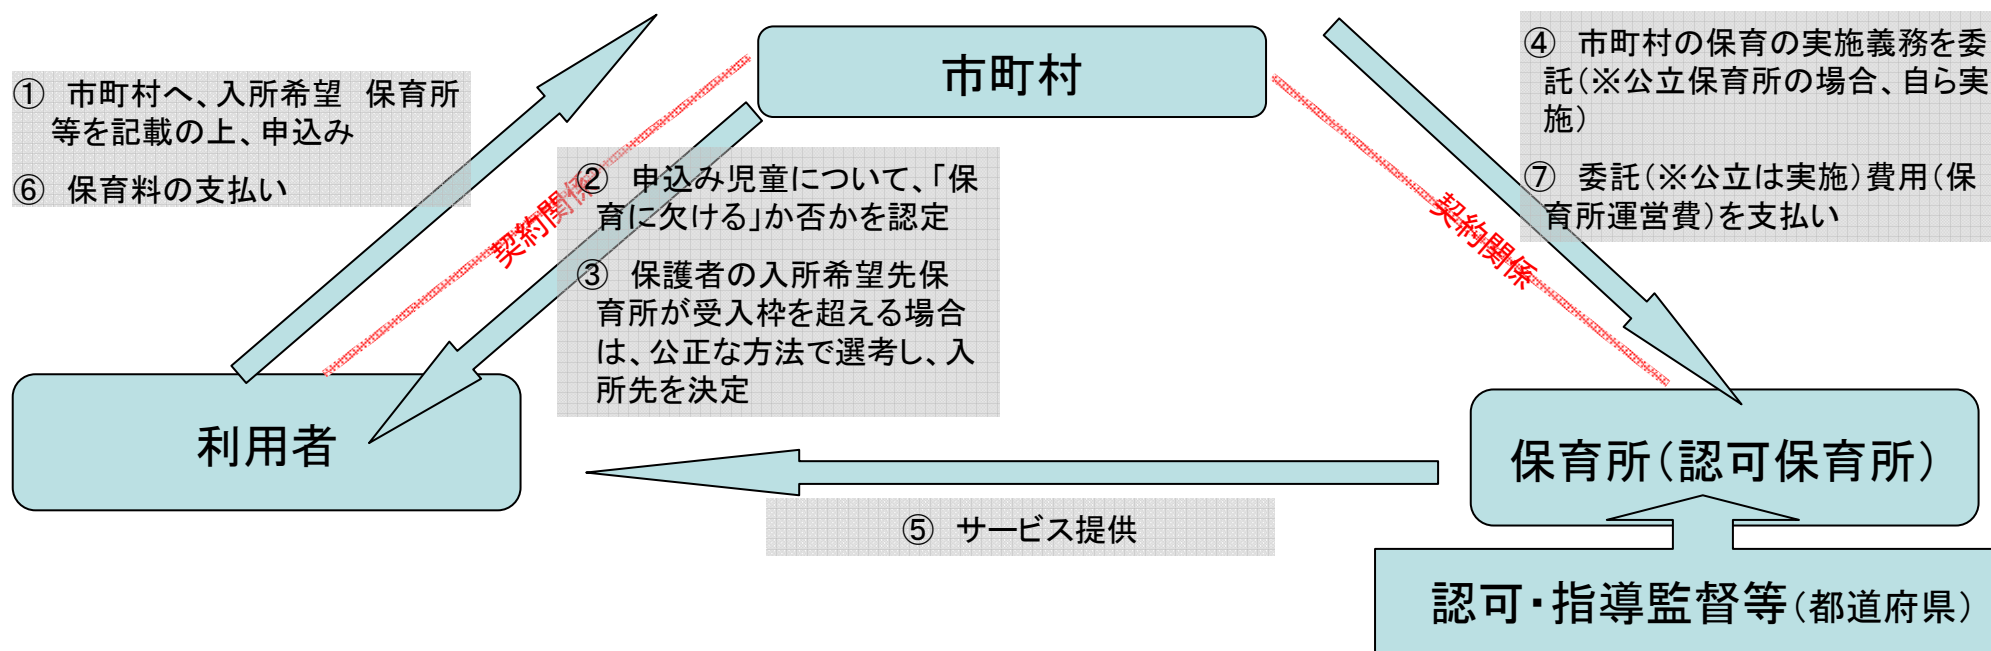 市町村
① 市町村へ、入所希望 保育所
等を記載の上、申込み
⑥ 保育料の支払い
契約関係
② 申込み児童について、「保
育に欠ける」か否かを認定
③ 保護者の入所希望先保
育所が受入枠を超える場合
は、公正な方法で選考し、入
所先を決定
契約関係
④ 市町村の保育の実施義務を委
託(※公立保育所の場合、自ら実
施)
⑦ 委託(※公立は実施)費用(保
育所運営費)を支払い
利用者
保育所(認可保育所)
⑤ サービス提供
認可・指導監督等(都道府県)